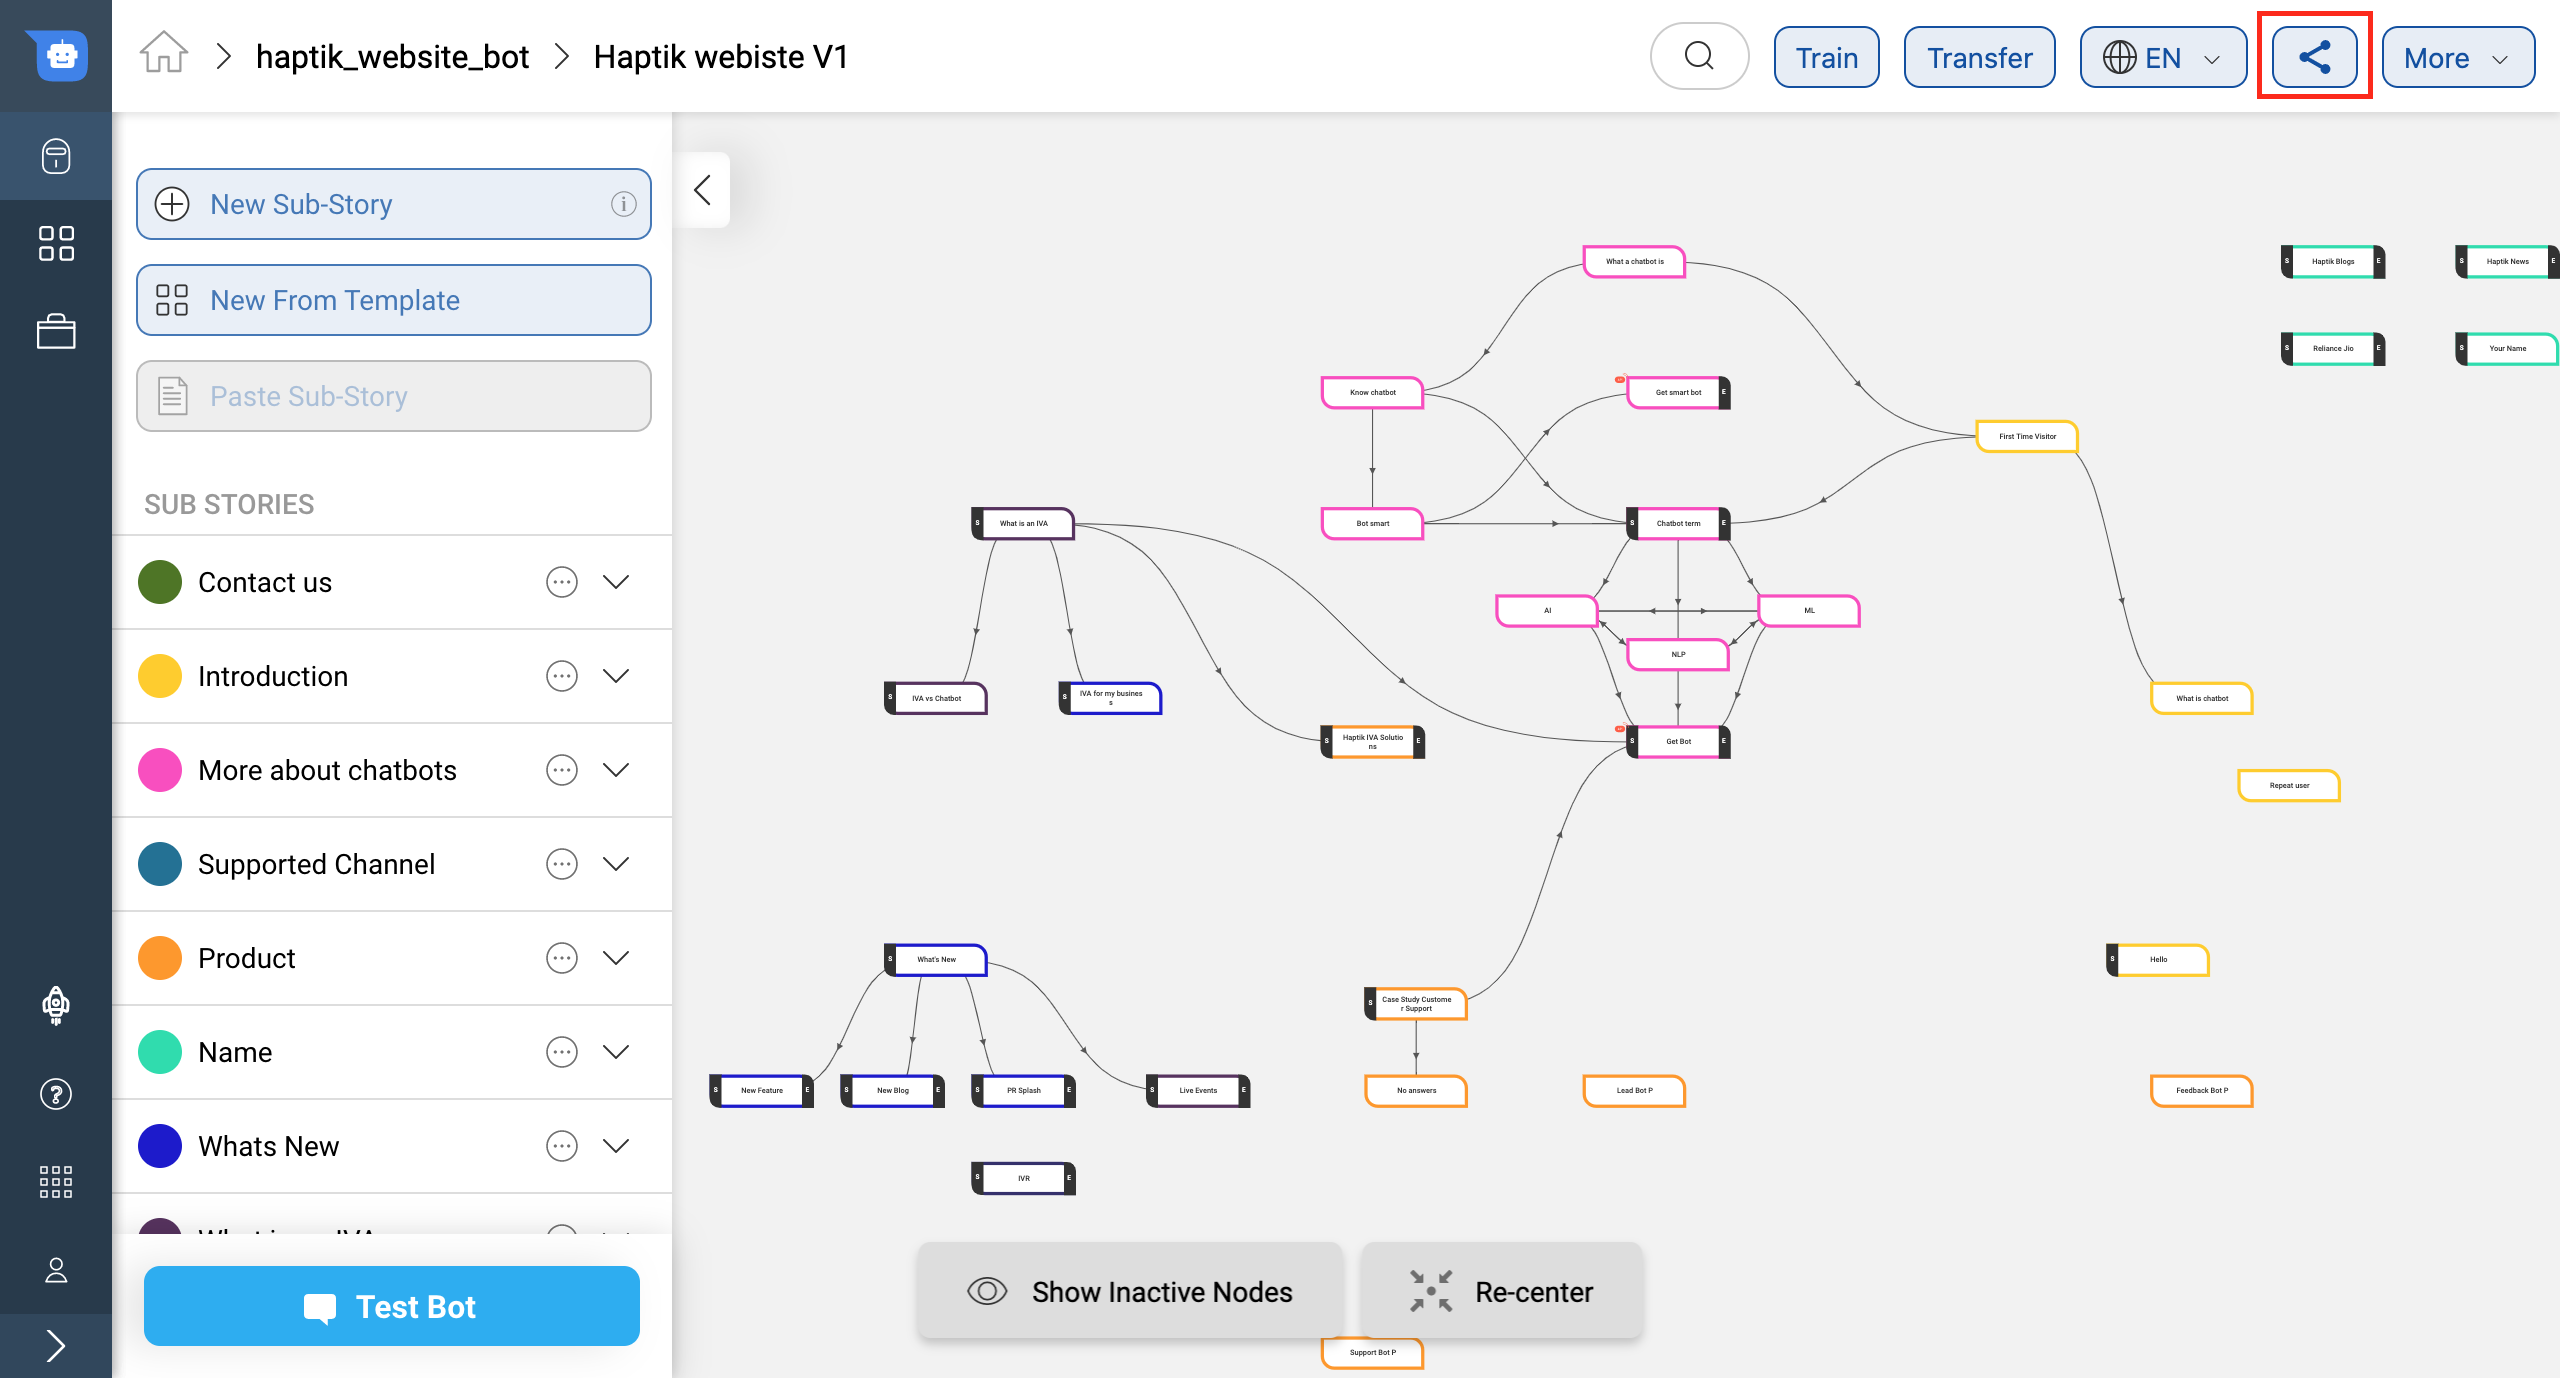 haptik_website_bot
Haptik webiste V1
Train
Transfer
EN
More
New Sub-Story
New From Template
Paste Sub-Story
SUB STORIES
Contact us
Introduction
More about chatbots
Supported Channel
Product
Name
Whats New
Test Bot
What a chatbot is
S Haptik Blogs E
S Haptik News E
S Reliance Jio E
S Your Name
Know chatbot
Get smart bot E
First Time Visitor
S What is an IVA
Bot smart
S Chatbot term E
AI
ML
NLP
S IVA vs Chatbot
S IVA for my busines
s
What is chatbot
S Haptik IVA Solutio
ns E
S Get Bot E
Repeat user
S What's New
S Hello
S Case Study Custome
r Support
S New Feature E
S New Blog E
S PR Splash E
S Live Events E
No answers
Lead Bot P
Feedback Bot P
S IVR E
Show Inactive Nodes
Re-center
Support Bot P